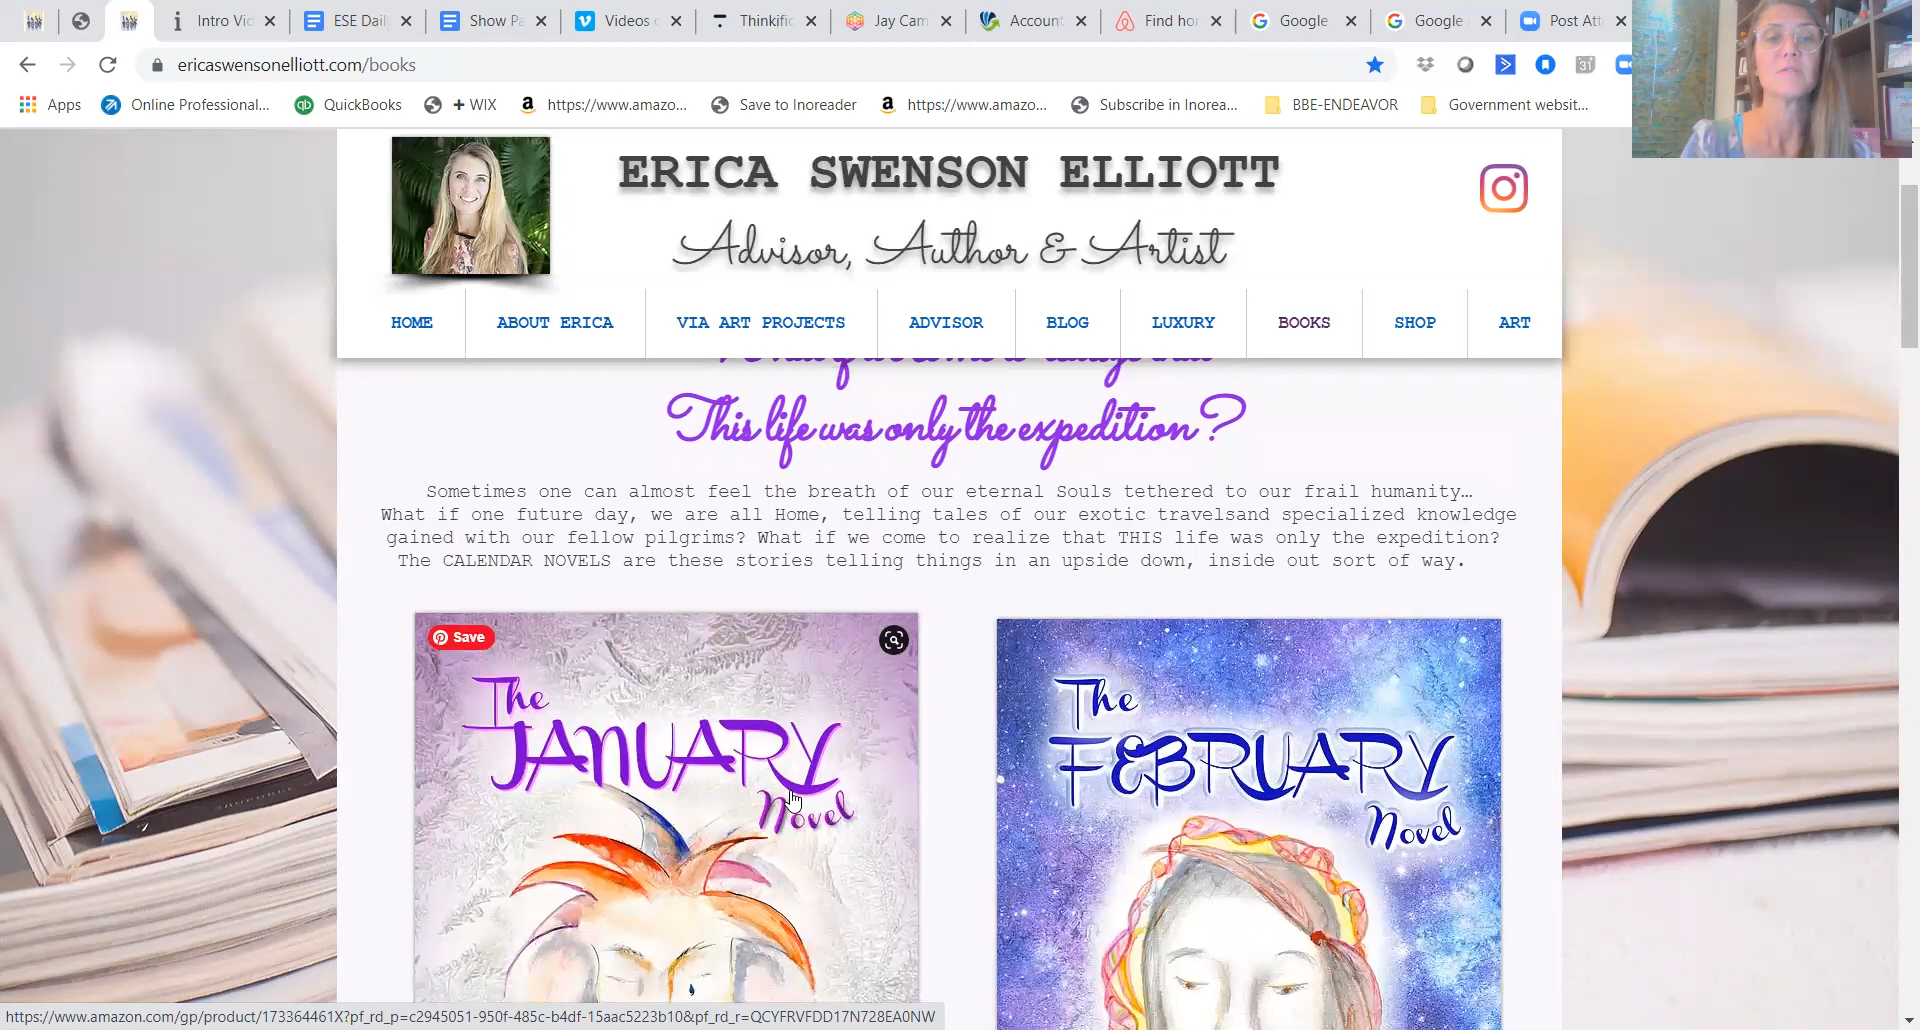 Intro Vid
ESE Dail
Show Pa
Videos
Thinkific
Jay Cam
Account
Find ho
Google
Google
Post Att
ericaswensonelliott.com/books
31
Apps
Online Professional...
QuickBooks
+ WIX
https://www.amazo...
Save to Inoreader
https://www.amazo...
Subscribe in Inorea...
BBE-ENDEAVOR
Government websit...
ERICA SWENSON ELLIOTT
Advisor, Author & Artist
HOME
ABOUT ERICA
VIA ART PROJECTS
ADVISOR
BLOG
LUXURY
BOOKS
SHOP
ART
This life was only the expedition?
Sometimes one can almost feel the breath of our eternal Souls tethered to our frail humanity…
What if one future day, we are all Home, telling tales of our exotic travelsand specialized knowledge
gained with our fellow pilgrims? What if we come to realize that THIS life was only the expedition?
The CALENDAR NOVELS are these stories telling things in an upside down, inside out sort of way.
Save
The
JANUARY
Novel
The
FEBRUARY
Novel
https://www.amazon.com/gp/product/173364461X?pf_rd_p=c2945051-950f-485c-b4df-15aac5223b10&pf_rd_r=QCYFRVFDD17N728EA0NW